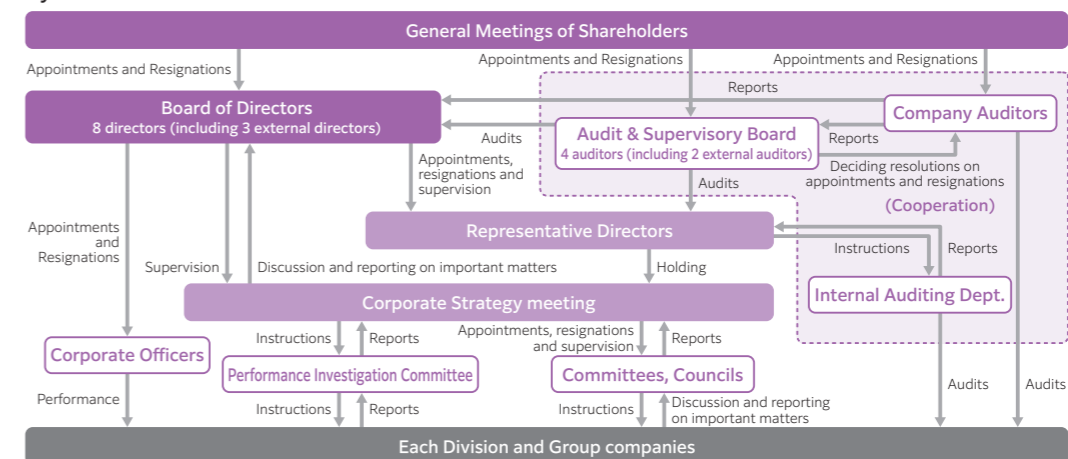 General Meetings of Shareholders
Appointments and Resignations
Appointments and Resignations
Appointments and Resignations
Reports
Board of Directors
8 directors (including 3 external directors)
Company Auditors
Audits
Audit & Supervisory Board
4 auditors (including 2 external auditors)
Reports
Appointments,
resignations and
supervision
Deciding resolutions on
appointments and resignations
Audits
(Cooperation)
Representative Directors
Appointments
and
Resignations
Instructions
Reports
Supervision
Discussion and reporting on important matters
Holding
Internal Auditing Dept.
Corporate Strategy meeting
Instructions
Reports
Appointments, resignations
and supervision
Reports
Corporate Officers
Performance Investigation Committee
Committees, Councils
Performance
Instructions
Reports
Instructions
Discussion and reporting
on important matters
Audits
Audits
Each Division and Group companies